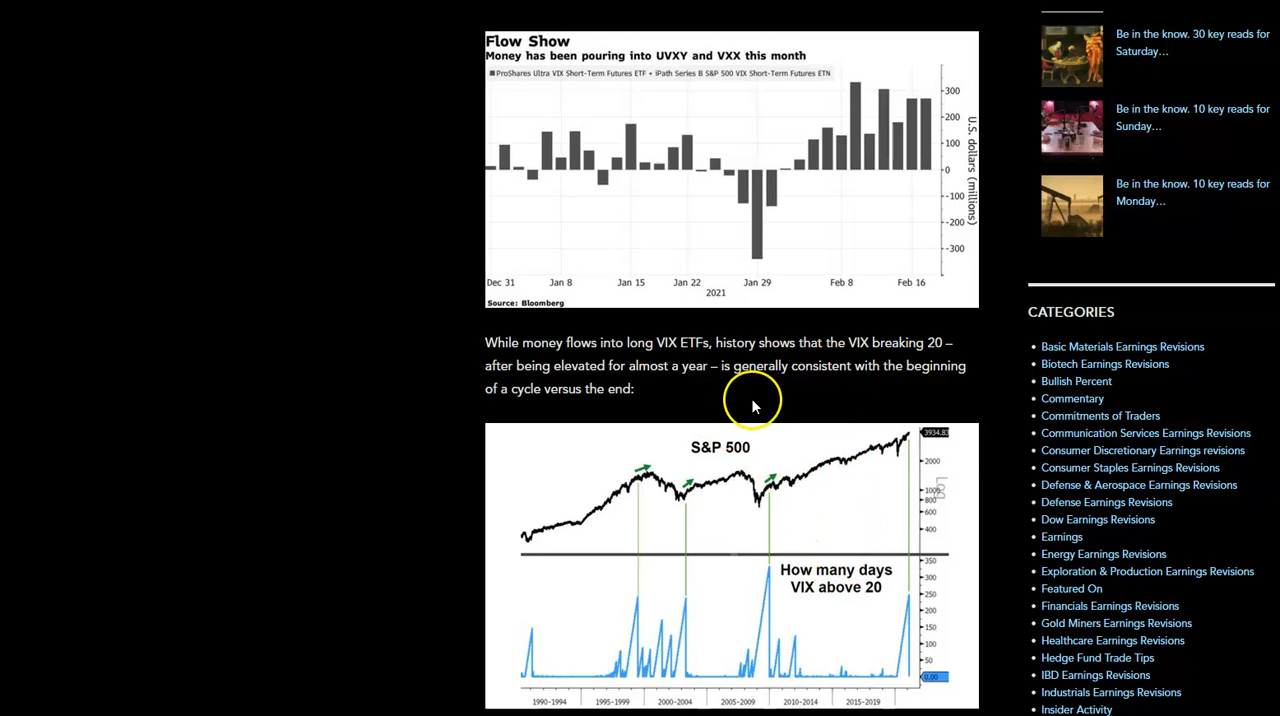 Flow Show
Money has been pouring into UVXY and VXX this month
ProShares Ultra VIX Short-Term Futures ETF + iPath Series B S&P 500 VIX Short-Term Futures ETN
300
200
100
0
-100
-200
-300
U.S. dollars (millions)
Dec 31 Jan 8 Jan 15 Jan 22 Jan 29 Feb 8 Feb 16
2021
Source: Bloomberg
While money flows into long VIX ETFs, history shows that the VIX breaking 20 –
after being elevated for almost a year – is generally consistent with the beginning
of a cycle versus the end:
S&P 500
3934.83
2000
1000
800
600
400
Log
How many days
VIX above 20
350
300
250
200
150
100
50
0.00
1990-1994 1995-1999 2000-2004 2005-2009 2010-2014 2015-2019
Be in the know. 30 key reads for
Saturday…
Be in the know. 10 key reads for
Sunday…
Be in the know. 10 key reads for
Monday…
CATEGORIES
Basic Materials Earnings Revisions
Biotech Earnings Revisions
Bullish Percent
Commentary
Commitments of Traders
Communication Services Earnings Revisions
Consumer Discretionary Earnings revisions
Consumer Staples Earnings Revisions
Defense & Aerospace Earnings Revisions
Defense Earnings Revisions
Dow Earnings Revisions
Earnings
Energy Earnings Revisions
Exploration & Production Earnings Revisions
Featured On
Financials Earnings Revisions
Gold Miners Earnings Revisions
Healthcare Earnings Revisions
Hedge Fund Trade Tips
IBD Earnings Revisions
Industrials Earnings Revisions
Insider Activity